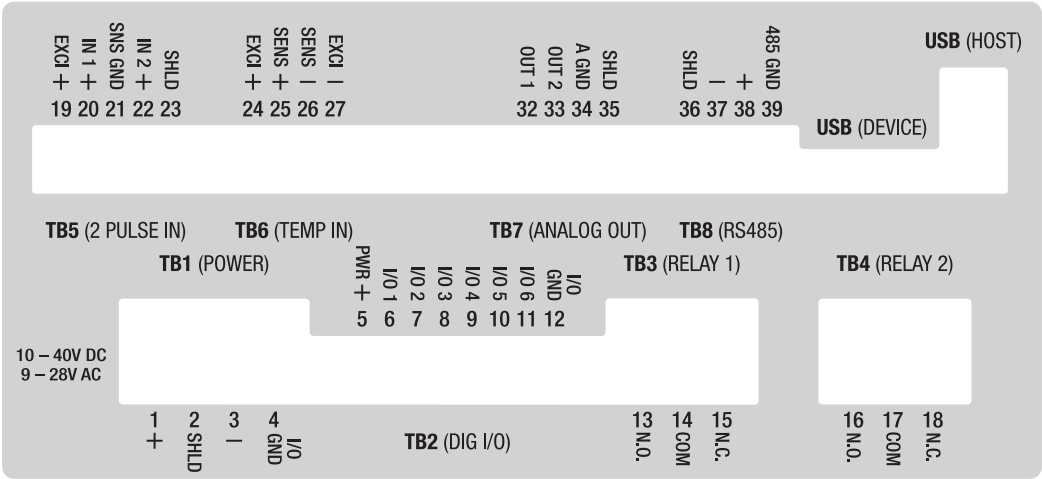 USB (HOST)
EXCI + IN 1 + SNS GND IN 2 + SHLD
19 20 21 22 23
EXCI + SENS + SENS – EXCI –
24 25 26 27
OUT 1 OUT 2 A GND SHLD
32 33 34 35
SHLD – + 485 GND
36 37 38 39
USB (DEVICE)
TB5 (2 PULSE IN) TB6 (TEMP IN) TB7 (ANALOG OUT) TB8 (RS485)
TB1 (POWER)
PWR + I/O 1 I/O 2 I/O 3 I/O 4 I/O 5 I/O 6 I/O GND
5 6 7 8 9 10 11 12
TB3 (RELAY 1) TB4 (RELAY 2)
10 – 40V DC
9 – 28V AC
1 2 3 4
+ SHLD – I/O GND
TB2 (DIG I/O)
13 14 15
N.O. COM N.C.
16 17 18
N.O. COM N.C.